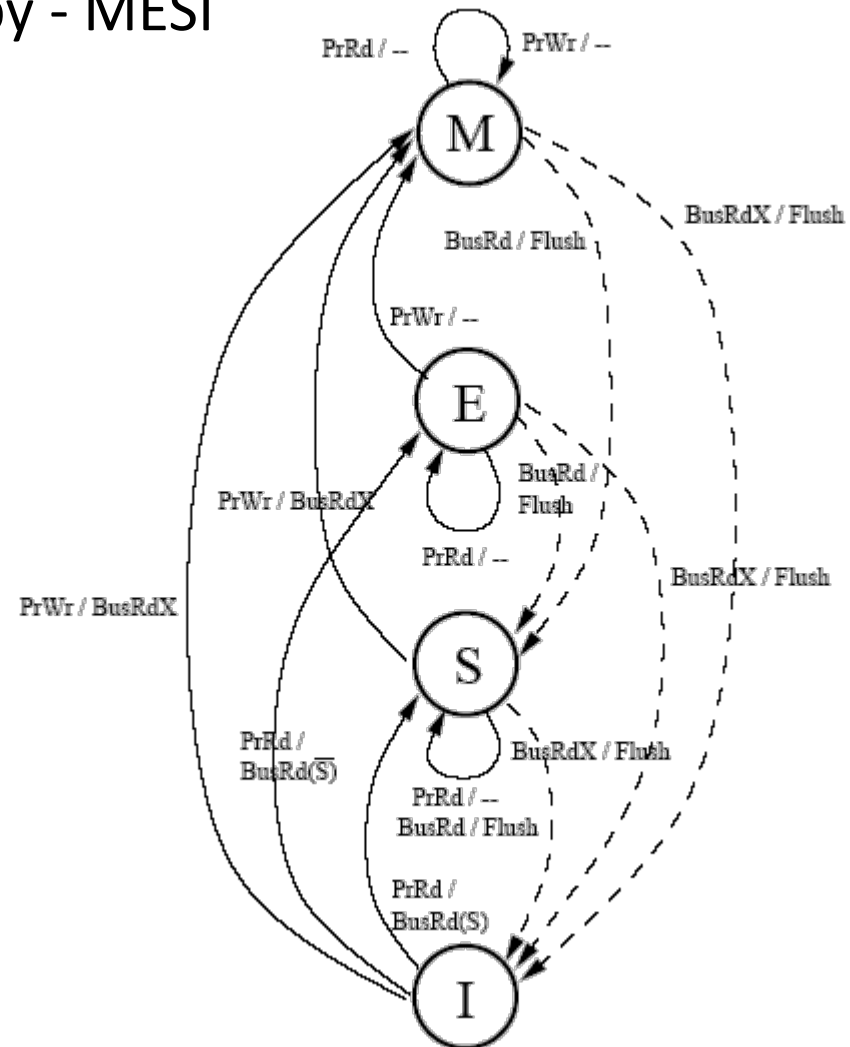 by - MESI
PrRd / --
PrWr / --
M
BusRdX / Flush
BusRd / Flush
PrWr / --
E
BusRd /
Flush
PrWr / BusRdX
PrRd / --
BusRdX / Flush
PrWr / BusRdX
S
PrRd /
BusRd(S̅)
BusRdX / Flush
PrRd / --
BusRd / Flush
PrRd /
BusRd(S)
I